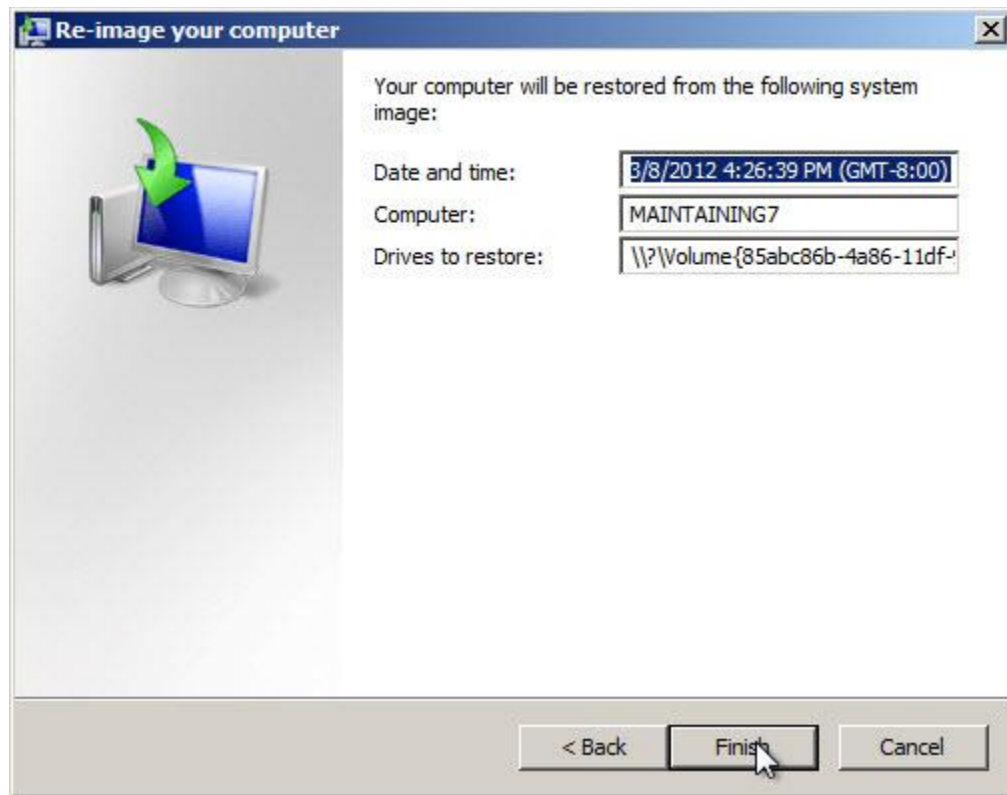 Re-image your computer
Your computer will be restored from the following system
image:
Date and time: 3/8/2012 4:26:39 PM (GMT-8:00)
Computer: MAINTAINING7
Drives to restore: \\?\Volume{85abc86b-4a86-11df-
< Back Finish Cancel